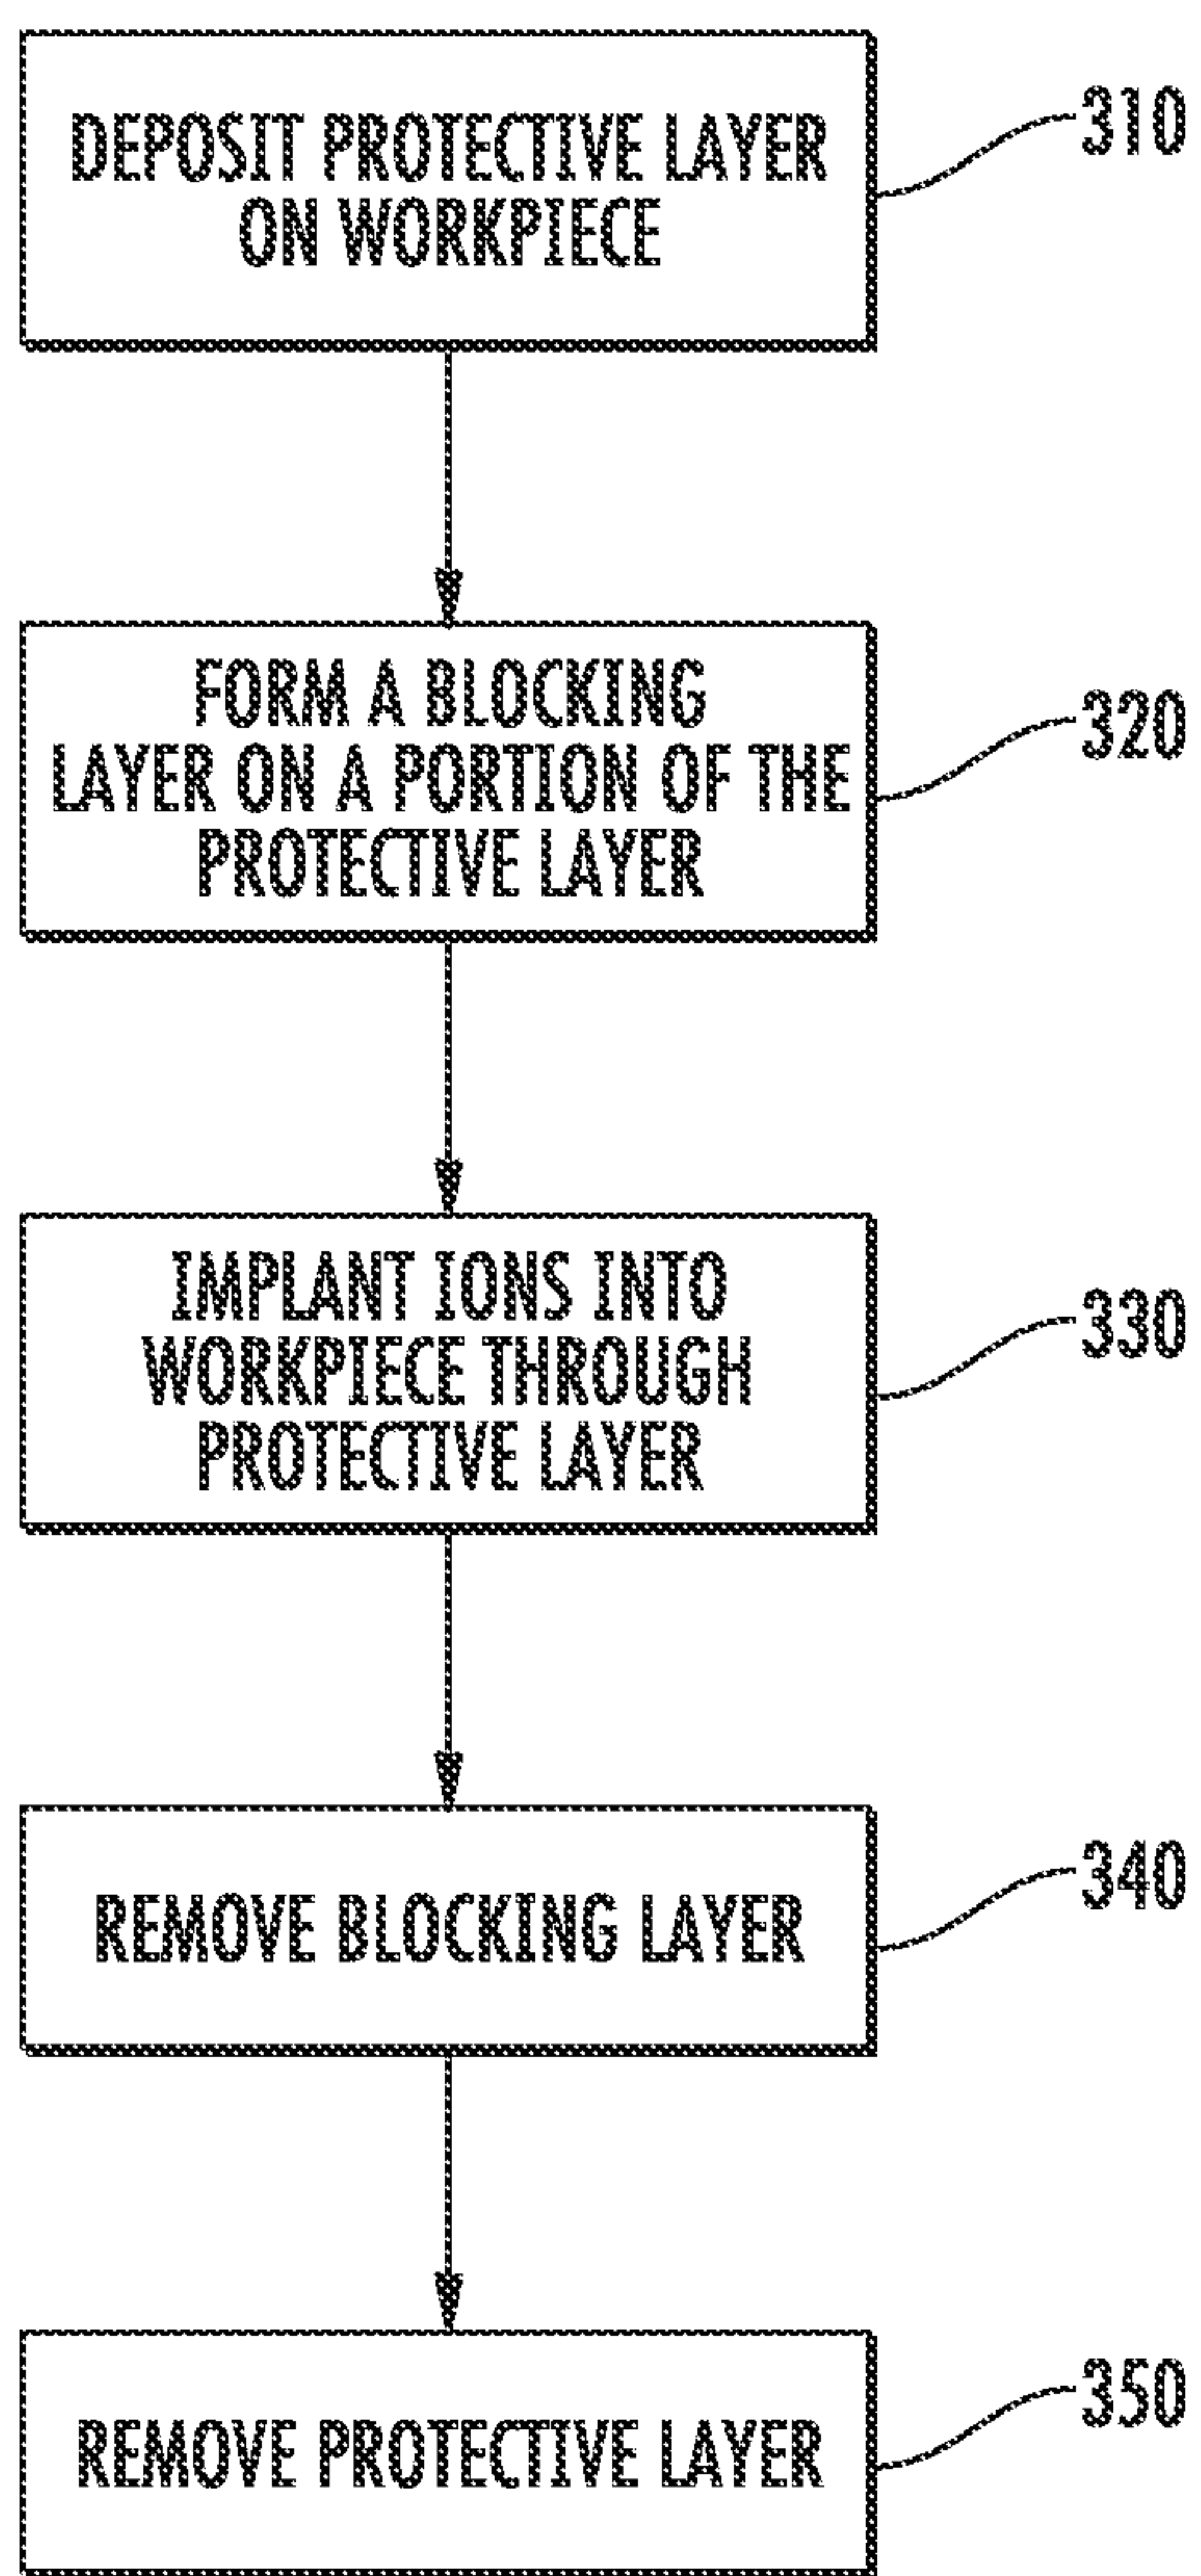 DEPOSIT PROTECTIVE LAYER
ON WORKPIECE
310
FORM A BLOCKING
LAYER ON A PORTION OF THE
PROTECTIVE LAYER
320
IMPLANT IONS INTO
WORKPIECE THROUGH
PROTECTIVE LAYER
330
REMOVE BLOCKING LAYER
340
REMOVE PROTECTIVE LAYER
350